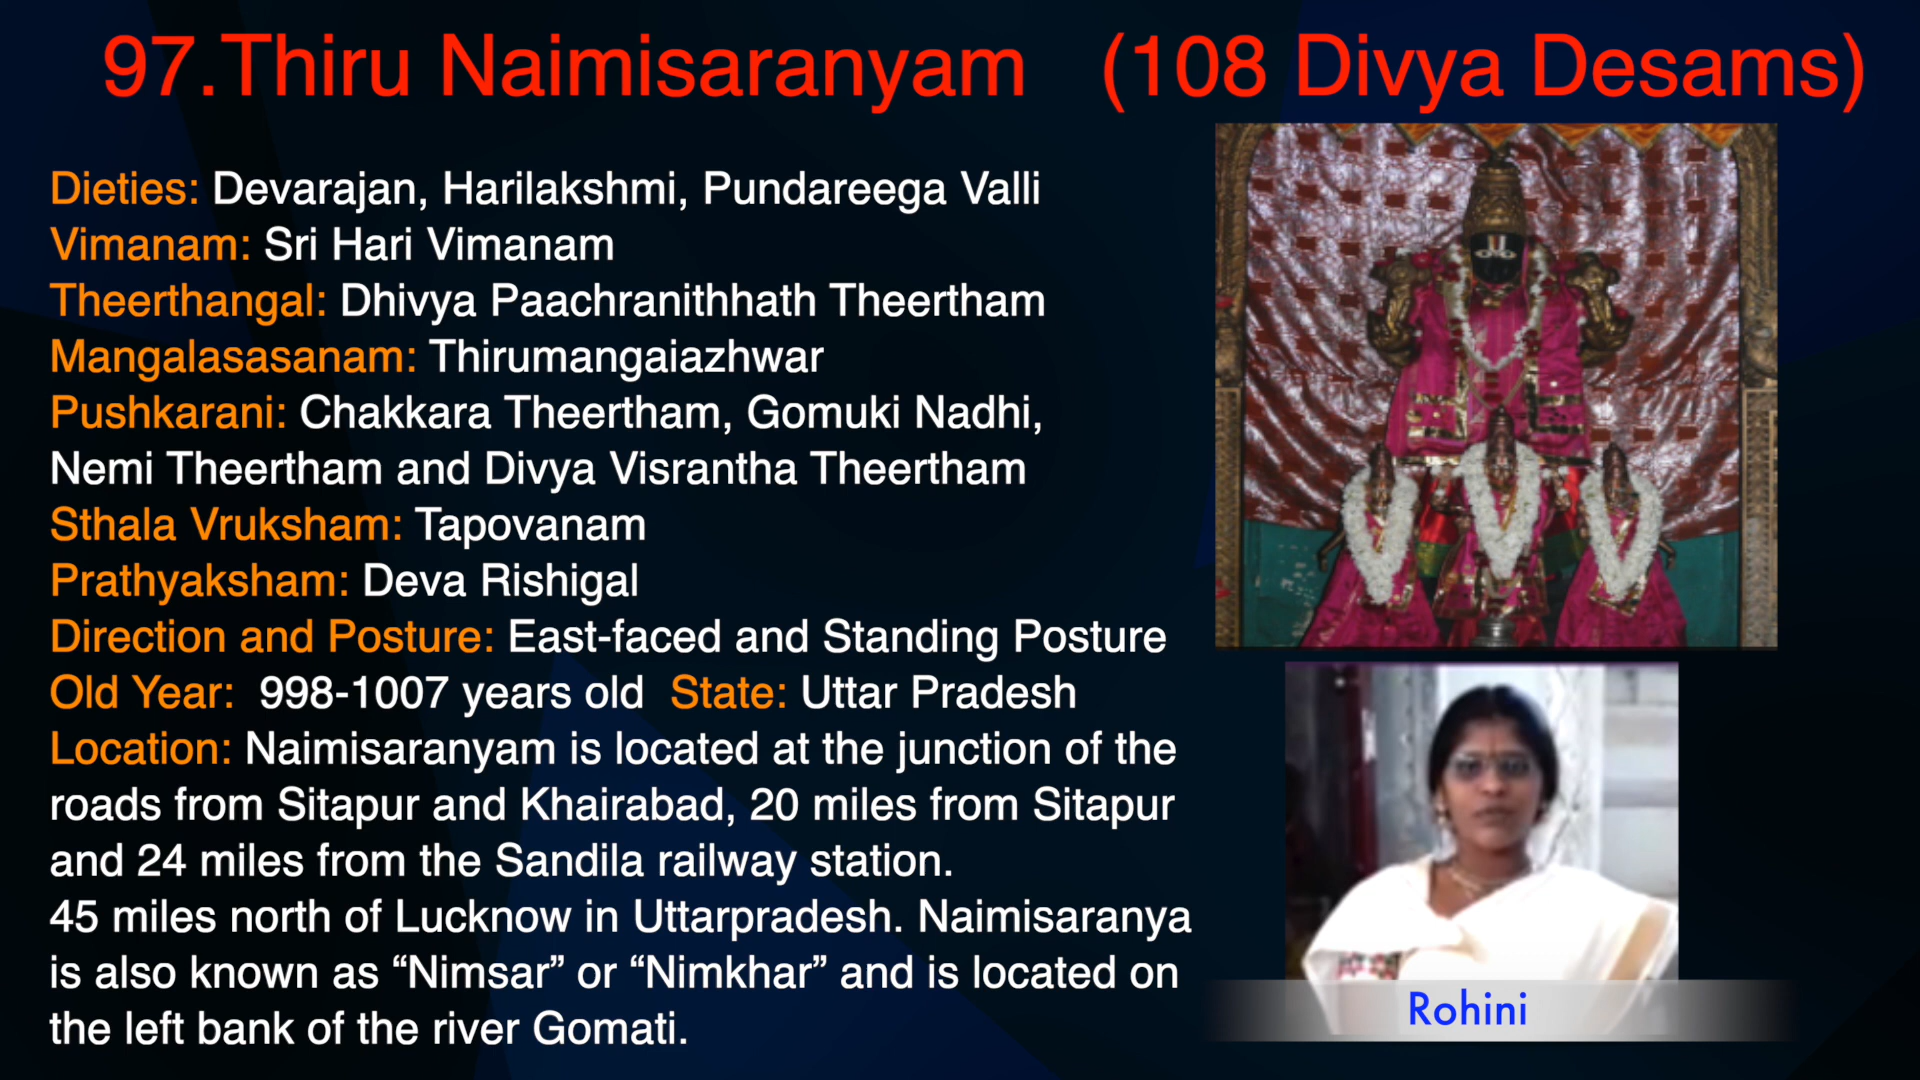 97.Thiru Naimisaranyam (108 Divya Desams)
Dieties: Devarajan, Harilakshmi, Pundareega Valli
Vimanam: Sri Hari Vimanam
Theerthangal: Dhivya Paachranithhath Theertham
Mangalasasanam: Thirumangaiazhwar
Pushkarani: Chakkara Theertham, Gomuki Nadhi,
Nemi Theertham and Divya Visrantha Theertham
Sthala Vruksham: Tapovanam
Prathyaksham: Deva Rishigal
Direction and Posture: East-faced and Standing Posture
Old Year: 998-1007 years old State: Uttar Pradesh
Location: Naimisaranyam is located at the junction of the
roads from Sitapur and Khairabad, 20 miles from Sitapur
and 24 miles from the Sandila railway station.
45 miles north of Lucknow in Uttarpradesh. Naimisaranya
is also known as “Nimsar” or “Nimkhar” and is located on
the left bank of the river Gomati.
Rohini